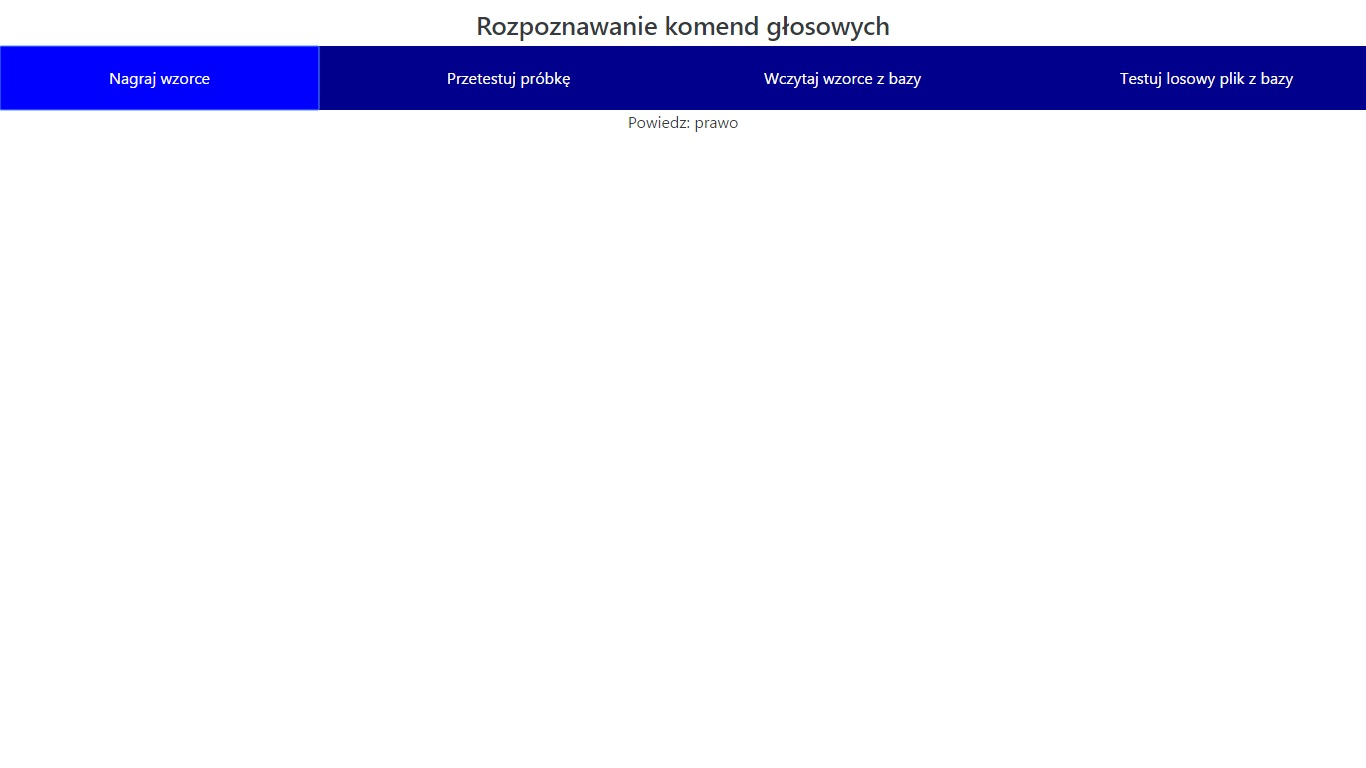 Rozpoznawanie komend głosowych
Nagraj wzorce
Przetestuj próbkę
Wczytaj wzorce z bazy
Testuj losowy plik z bazy
Powiedz: prawo